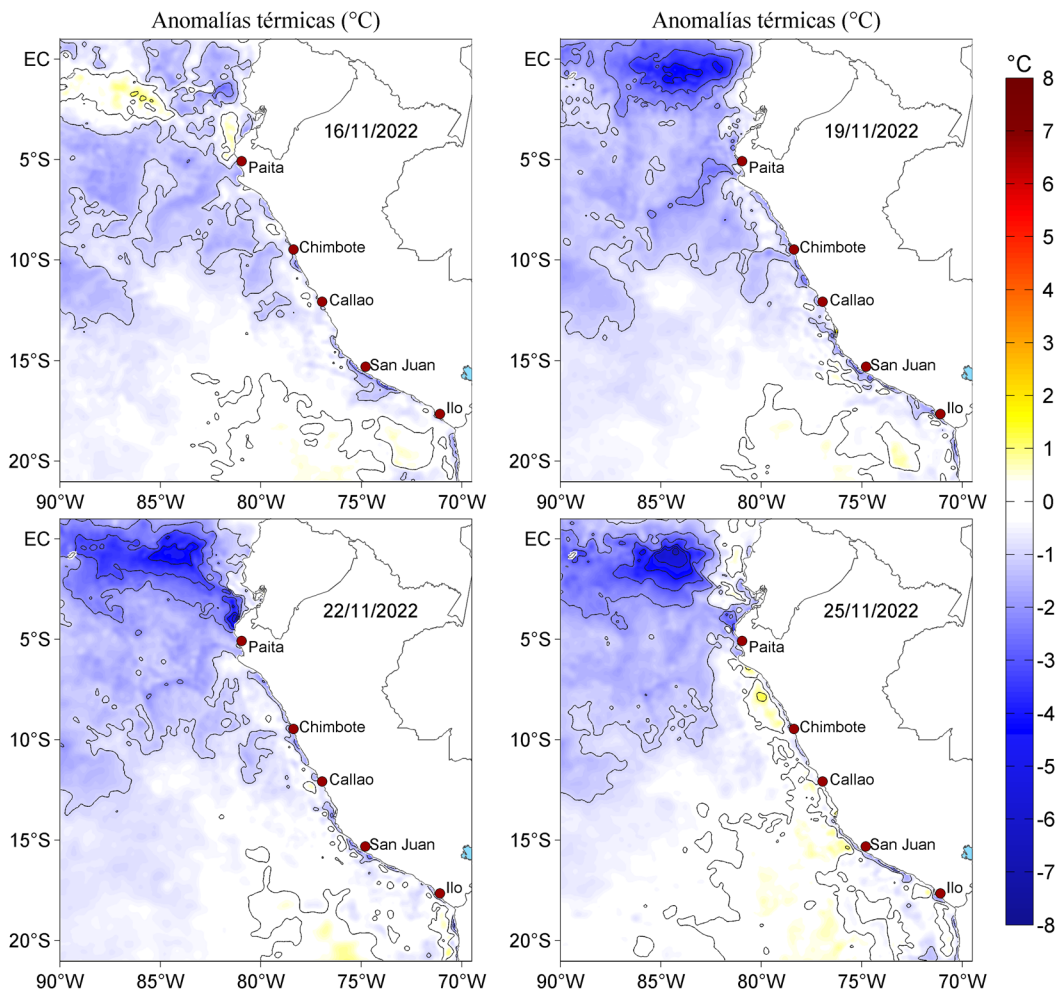 Anomalías térmicas (°C)
Anomalías térmicas (°C)
°C
EC
5°S
10°S
15°S
20°S
90°W
85°W
80°W
75°W
70°W
16/11/2022
Paita
Chimbote
Callao
San Juan
Ilo
EC
5°S
10°S
15°S
20°S
90°W
85°W
80°W
75°W
70°W
19/11/2022
Paita
Chimbote
Callao
San Juan
Ilo
EC
5°S
10°S
15°S
20°S
90°W
85°W
80°W
75°W
70°W
22/11/2022
Paita
Chimbote
Callao
San Juan
Ilo
EC
5°S
10°S
15°S
20°S
90°W
85°W
80°W
75°W
70°W
25/11/2022
Paita
Chimbote
Callao
San Juan
Ilo
8
7
6
5
4
3
2
1
0
-1
-2
-3
-4
-5
-6
-7
-8